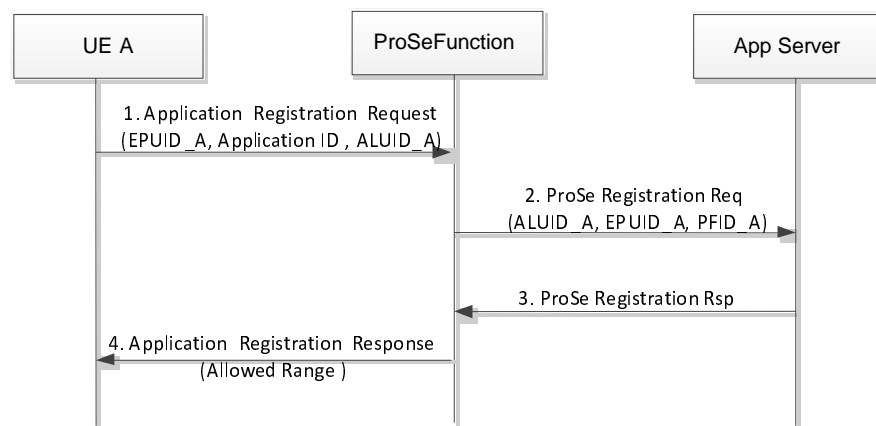 UE A
ProSeFunction
App Server
1. Application Registration Request
(EPUID_A, Application ID , ALUID_A)
2. ProSe Registration Req
(ALUID_A, EPUID_A, PFID_A)
3. ProSe Registration Rsp
4. Application Registration Response
(Allowed Range )